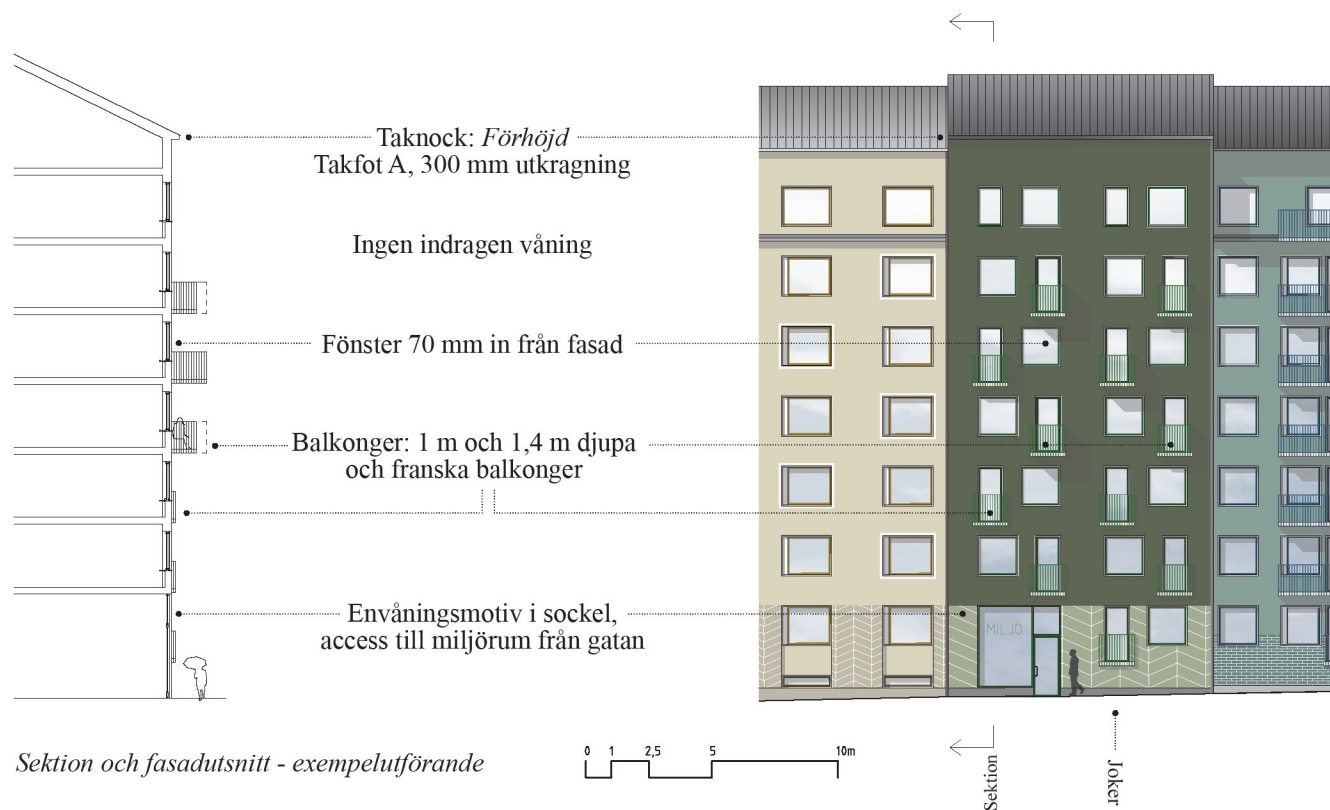 Taknock: Förhöjd
Takfot A, 300 mm utkragning
Ingen indragen våning
Fönster 70 mm in från fasad
Balkonger: 1 m och 1,4 m djupa
och franska balkonger
Envåningsmotiv i sockel,
access till miljörum från gatan
MILJÖ
Sektion och fasadutsnitt - exempelutförande
0 1 2,5 5 10m
Sektion
Joker